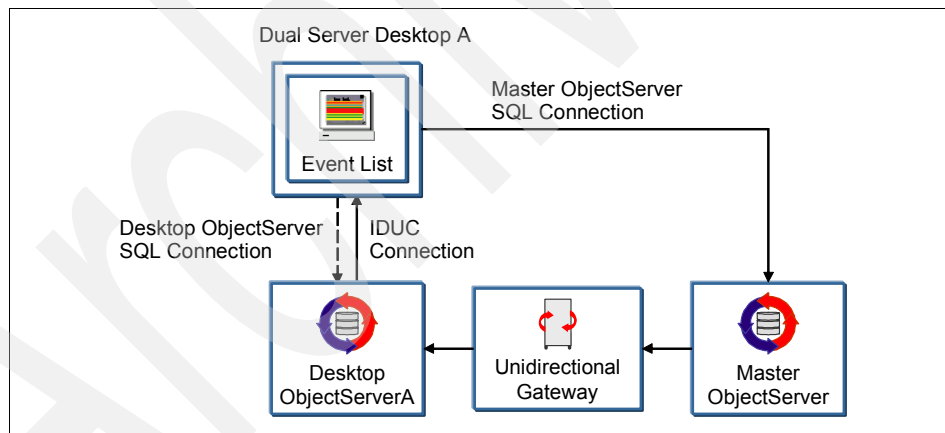 Dual Server Desktop A
Event List
Master ObjectServer
SQL Connection
Desktop ObjectServer
SQL Connection
IDUC
Connection
Desktop
ObjectServerA
Unidirectional
Gateway
Master
ObjectServer